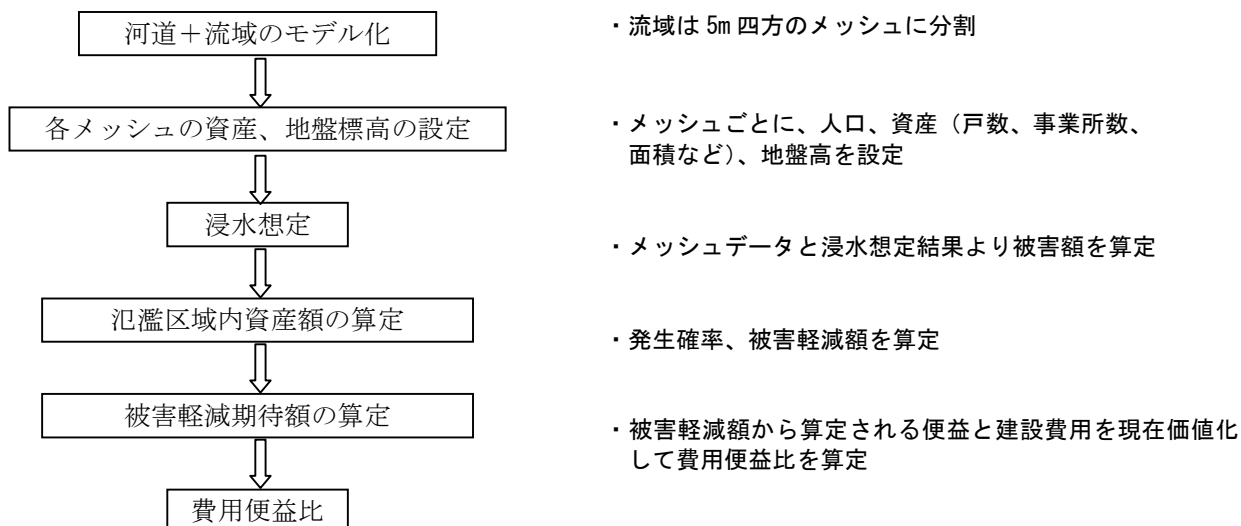 河道＋流域のモデル化
・流域は 5m 四方のメッシュに分割
各メッシュの資産、地盤標高の設定
・メッシュごとに、人口、資産（戸数、事業所数、
面積など）、地盤高を設定
浸水想定
・メッシュデータと浸水想定結果より被害額を算定
氾濫区域内資産額の算定
・発生確率、被害軽減額を算定
被害軽減期待額の算定
・被害軽減額から算定される便益と建設費用を現在価値化
して費用便益比を算定
費用便益比